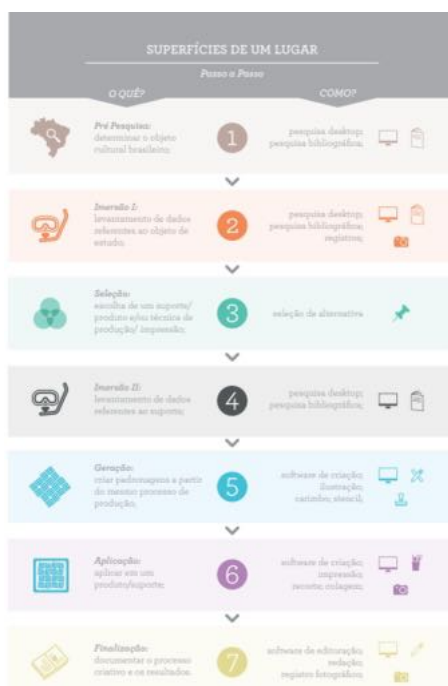 SUPERFÍCIES DE UM LUGAR
Passo a Passo
O QUÊ?
COMO?
Pré Pesquisa:
determinar o objeto
cultural brasileiro;
1
pesquisa desktop;
pesquisa bibliográfica;
Imersão I:
levantamento de dados
referentes ao objeto de
estudo.
2
pesquisa desktop;
pesquisa bibliográfica;
registros;
Seleção:
escolha de um suporte/
produto e/ou técnica de
produção/ impressão;
3
seleção de alternativa
Imersão II:
levantamento de dados
referentes ao suporte;
4
pesquisa desktop;
pesquisa bibliográfica;
Geração:
criar padronagens a partir
do mesmo processo de
produção;
5
software de criação;
ilustração;
carimbo; stencil;
Aplicação:
aplicar em um
produto/suporte;
6
software de criação;
impressão;
recorte; colagem;
Finalização:
documentar o processo
criativo e os resultados.
7
software de editoração;
redação;
registro fotográfico;